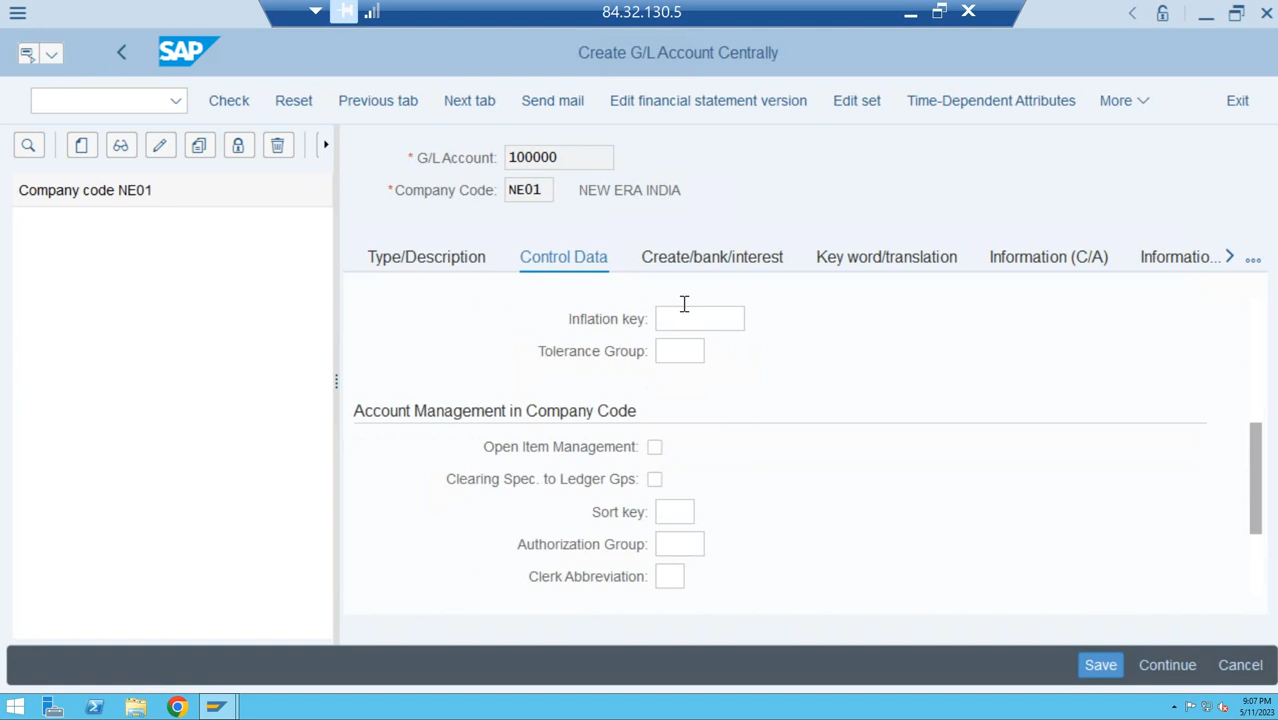 84.32.130.5
SAP
Create G/L Account Centrally
Check Reset Previous tab Next tab Send mail Edit financial statement version Edit set Time-Dependent Attributes More Exit
* G/L Account: 100000
Company code NE01
*Company Code: NE01 NEW ERA INDIA
Type/Description Control Data Create/bank/interest Key word/translation Information (C/A) Informatio...
Inflation key:
Tolerance Group:
Account Management in Company Code
Open Item Management:
Clearing Spec. to Ledger Gps:
Sort key:
Authorization Group:
Clerk Abbreviation:
Save Continue Cancel
9:07 PM
5/11/2023